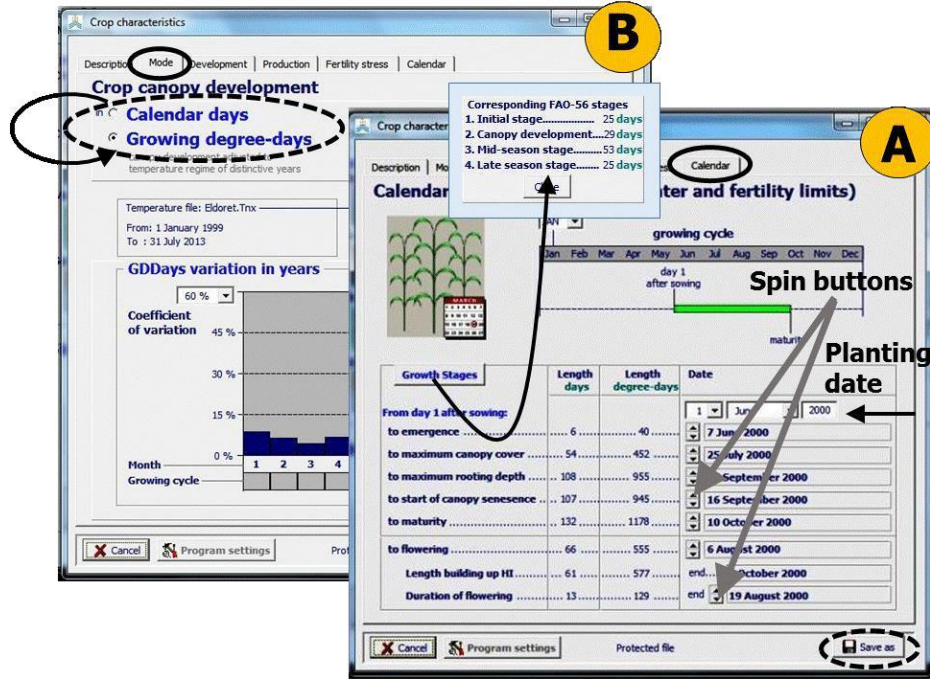 Crop characteristics
B
Description Mode Development Production Fertility stress Calendar
Crop canopy development
Calendar days
Growing degree-days
temperature regime of distinctive years
Temperature file: Eldoret.Tnx
From: 1 January 1999
To : 31 July 2013
GDDays variation in years
60 %
Coefficient
of variation
45 %
30 %
15 %
0 %
Month
1 2 3 4
Growing cycle
Cancel Program settings
Corresponding FAO-56 stages
1. Initial stage............... 25 days
2. Canopy development....29 days
3. Mid-season stage........53 days
4. Late season stage....... 25 days
A
Description Calendar
Calendar and fertility limits)
growing cycle
Jan Feb Mar Apr May Jun Jul Aug Sep Oct Nov Dec
day 1
after sowing
Spin buttons
MARCH
Planting
date
Growth Stages Length days Length degree-days Date
From day 1 after sowing: 1 2000
to emergence 6 40 7 June 2000
to maximum canopy cover 54 452 25 July 2000
to maximum rooting depth 108 955 September 2000
to start of canopy senesence 107 945 16 September 2000
to maturity 132 1178 10 October 2000
to flowering 66 555 6 August 2000
Length building up HI 61 577 end October 2000
Duration of flowering 13 129 end 19 August 2000
Cancel Program settings Protected file Save as